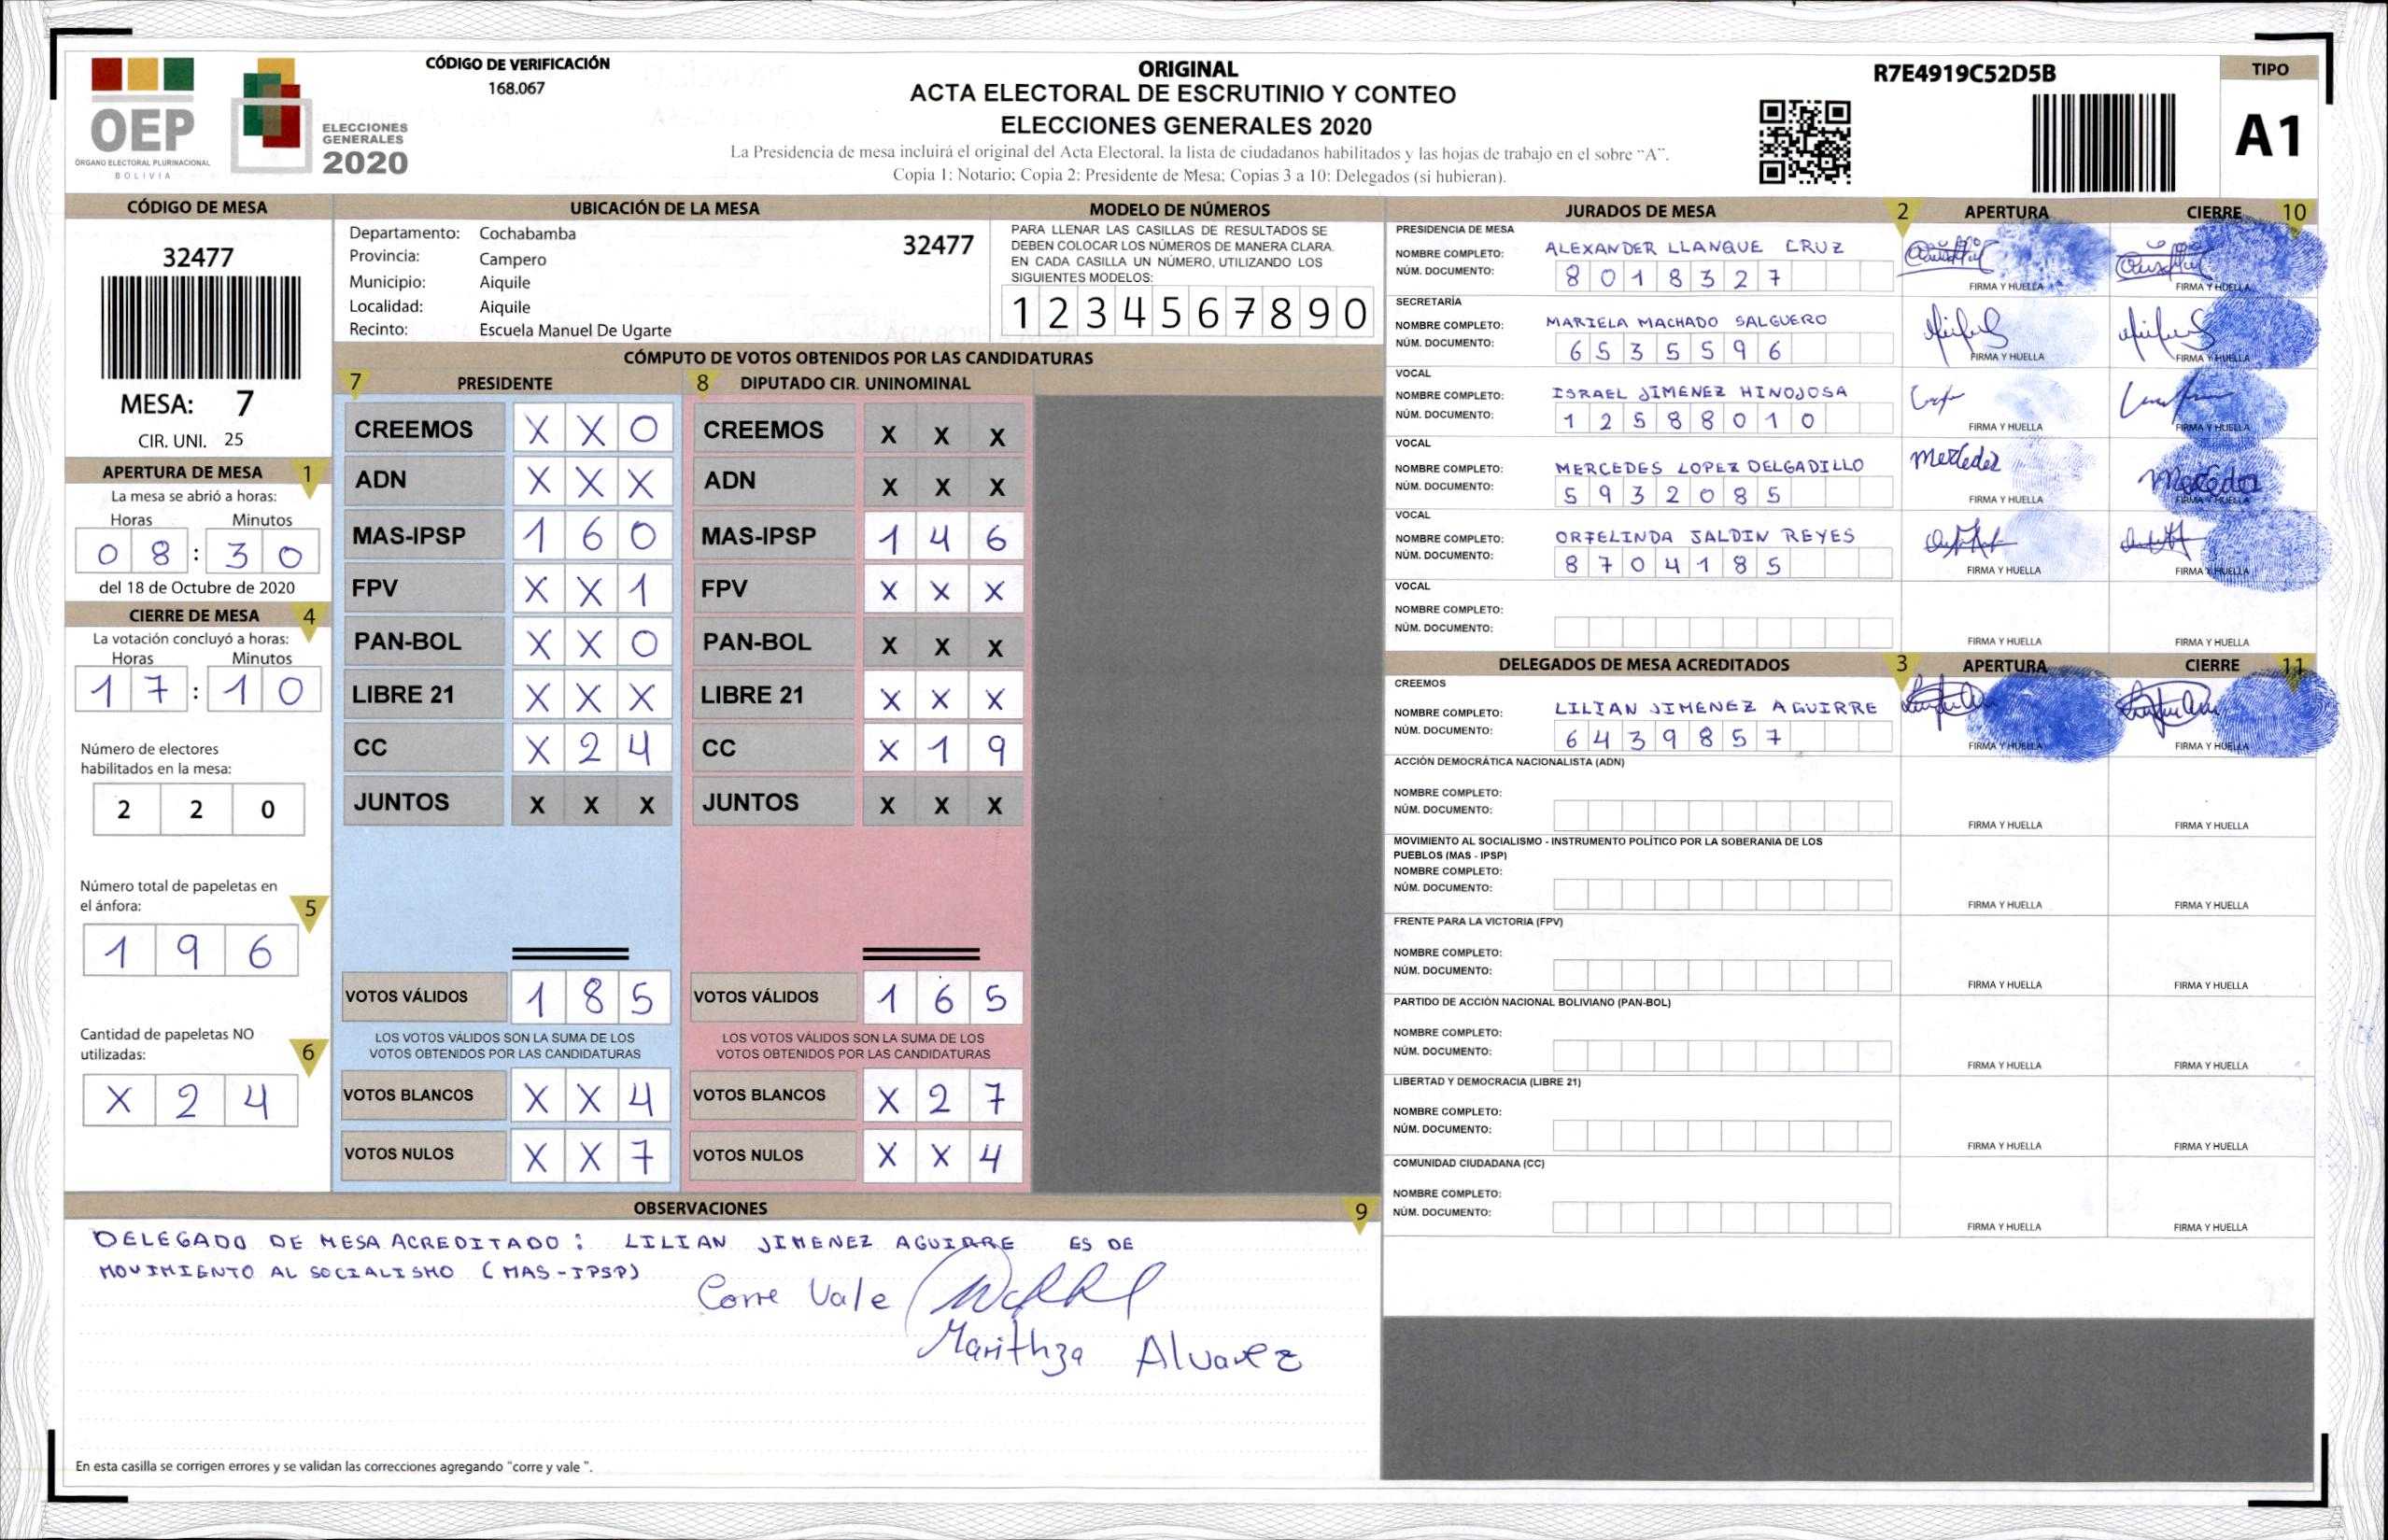 CÓDIGO DE VERIFICACIÓN
168.067
OEP
ÓRGANO ELECTORAL PLURINACIONAL
BOLIVIA
ELECCIONES
GENERALES
2020
ORIGINAL
ACTA ELECTORAL DE ESCRUTINIO Y CONTEO
ELECCIONES GENERALES 2020
La Presidencia de mesa incluirá el original del Acta Electoral, la lista de ciudadanos habilitados y las hojas de trabajo en el sobre "A".
Copia 1: Notario; Copia 2: Presidente de Mesa; Copias 3 a 10: Delegados (si hubieran).
R7E4919C52D5B
TIPO
A1
CÓDIGO DE MESA
32477
MESA: 7
CIR. UNI. 25
APERTURA DE MESA 1
La mesa se abrió a horas:
Horas Minutos
0 8 : 3 0
del 18 de Octubre de 2020
CIERRE DE MESA 4
La votación concluyó a horas:
Horas Minutos
1 7 : 1 0
Número de electores
habilitados en la mesa:
2 2 0
Número total de papeletas en
el ánfora: 5
1 9 6
Cantidad de papeletas NO
utilizadas: 6
X 2 4
UBICACIÓN DE LA MESA
Departamento: Cochabamba 32477
Provincia: Campero
Municipio: Aiquile
Localidad: Aiquile
Recinto: Escuela Manuel De Ugarte
MODELO DE NÚMEROS
PARA LLENAR LAS CASILLAS DE RESULTADOS SE
DEBEN COLOCAR LOS NÚMEROS DE MANERA CLARA.
EN CADA CASILLA UN NÚMERO, UTILIZANDO LOS
SIGUIENTES MODELOS:
1 2 3 4 5 6 7 8 9 0
CÓMPUTO DE VOTOS OBTENIDOS POR LAS CANDIDATURAS
7 PRESIDENTE 8 DIPUTADO CIR. UNINOMINAL
CREEMOS X X 0 CREEMOS X X X
ADN X X X ADN X X X
MAS-IPSP 1 6 0 MAS-IPSP 1 4 6
FPV X X 1 FPV X X X
PAN-BOL X X 0 PAN-BOL X X X
LIBRE 21 X X X LIBRE 21 X X X
CC X 2 4 CC X 1 9
JUNTOS X X X JUNTOS X X X
VOTOS VÁLIDOS 1 8 5 VOTOS VÁLIDOS 1 6 5
LOS VOTOS VÁLIDOS SON LA SUMA DE LOS LOS VOTOS VÁLIDOS SON LA SUMA DE LOS
VOTOS OBTENIDOS POR LAS CANDIDATURAS VOTOS OBTENIDOS POR LAS CANDIDATURAS
VOTOS BLANCOS X X 4 VOTOS BLANCOS X 2 7
VOTOS NULOS X X 7 VOTOS NULOS X X 4
JURADOS DE MESA 2 APERTURA CIERRE 10
PRESIDENCIA DE MESA
NOMBRE COMPLETO: ALEXANDER LLANQUE CRUZ
NÚM. DOCUMENTO: 8 0 1 8 3 2 7
FIRMA Y HUELLA FIRMA Y HUELLA
SECRETARÍA
NOMBRE COMPLETO: MARIELA MACHADO SALGUERO
NÚM. DOCUMENTO: 6 5 3 5 5 9 6
FIRMA Y HUELLA FIRMA Y HUELLA
VOCAL
NOMBRE COMPLETO: ISRAEL JIMENEZ HINOJOSA
NÚM. DOCUMENTO: 1 2 5 8 8 0 1 0
FIRMA Y HUELLA FIRMA Y HUELLA
VOCAL
NOMBRE COMPLETO: MERCEDES LOPEZ DELGADILLO
NÚM. DOCUMENTO: 5 9 3 2 0 8 5
FIRMA Y HUELLA FIRMA Y HUELLA
VOCAL
NOMBRE COMPLETO: ORFELINDA JALDIN REYES
NÚM. DOCUMENTO: 8 7 0 4 1 8 5
FIRMA Y HUELLA FIRMA Y HUELLA
VOCAL
NOMBRE COMPLETO:
NÚM. DOCUMENTO:
FIRMA Y HUELLA FIRMA Y HUELLA
DELEGADOS DE MESA ACREDITADOS 3 APERTURA CIERRE 11
CREEMOS
NOMBRE COMPLETO: LILIAN JIMENEZ AGUIRRE
NÚM. DOCUMENTO: 6 4 3 9 8 5 7
FIRMA Y HUELLA FIRMA Y HUELLA
ACCIÓN DEMOCRÁTICA NACIONALISTA (ADN)
NOMBRE COMPLETO:
NÚM. DOCUMENTO:
FIRMA Y HUELLA FIRMA Y HUELLA
MOVIMIENTO AL SOCIALISMO - INSTRUMENTO POLÍTICO POR LA SOBERANIA DE LOS
PUEBLOS (MAS - IPSP)
NOMBRE COMPLETO:
NÚM. DOCUMENTO:
FIRMA Y HUELLA FIRMA Y HUELLA
FRENTE PARA LA VICTORIA (FPV)
NOMBRE COMPLETO:
NÚM. DOCUMENTO:
FIRMA Y HUELLA FIRMA Y HUELLA
PARTIDO DE ACCIÓN NACIONAL BOLIVIANO (PAN-BOL)
NOMBRE COMPLETO:
NÚM. DOCUMENTO:
FIRMA Y HUELLA FIRMA Y HUELLA
LIBERTAD Y DEMOCRACIA (LIBRE 21)
NOMBRE COMPLETO:
NÚM. DOCUMENTO:
FIRMA Y HUELLA FIRMA Y HUELLA
COMUNIDAD CIUDADANA (CC)
NOMBRE COMPLETO:
NÚM. DOCUMENTO:
FIRMA Y HUELLA FIRMA Y HUELLA
OBSERVACIONES 9
DELEGADO DE MESA ACREDITADO: LILIAN JIMENEZ AGUIRRE ES DE
MOVIMIENTO AL SOCIALISMO (MAS-IPSP)
Corre Vale
Marithza Alvarez
En esta casilla se corrigen errores y se validan las correcciones agregando "corre y vale ".